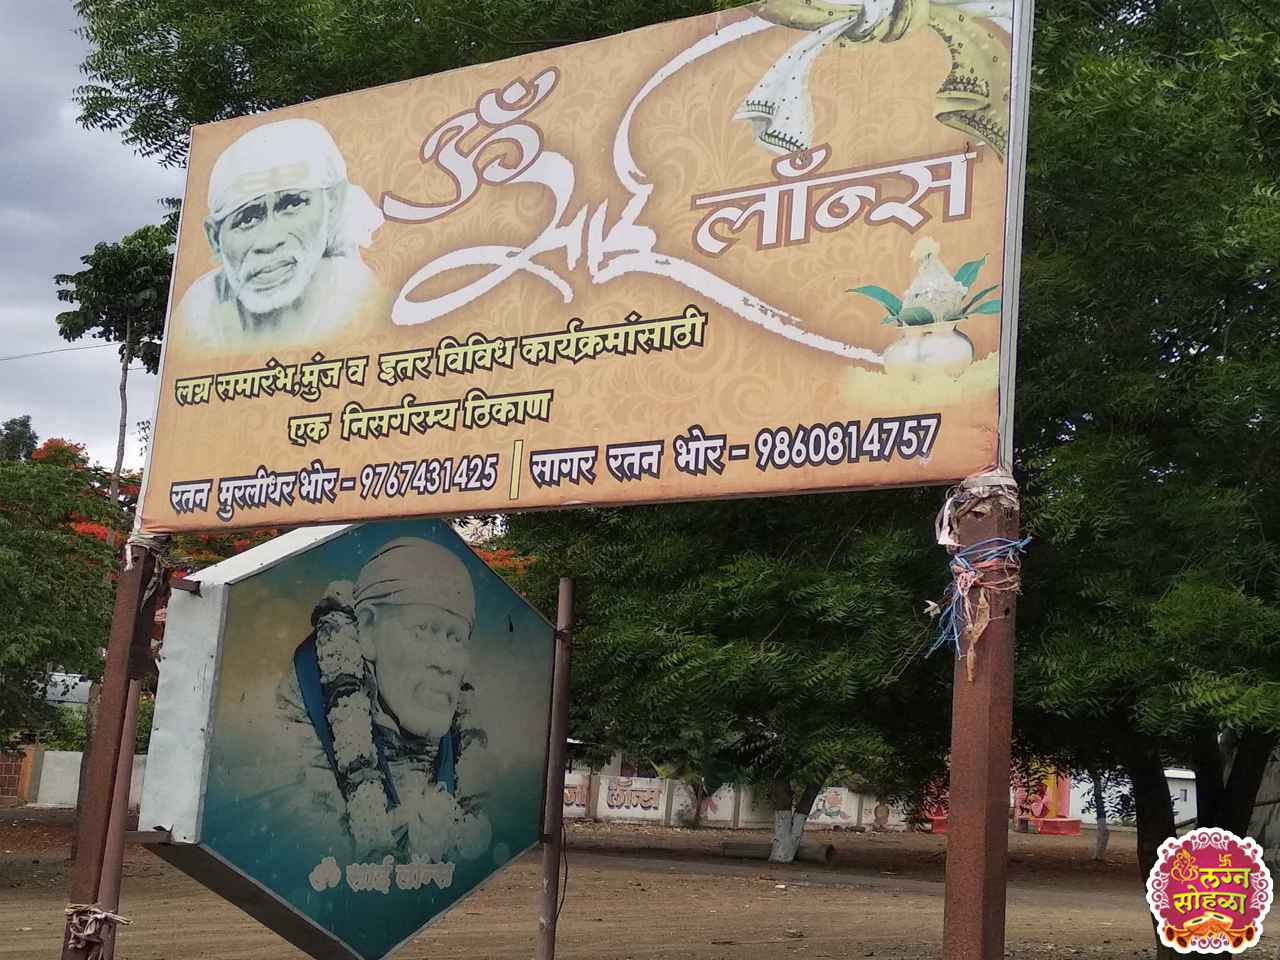 ॐ साई लॉन्स
लग्न समारंभ,मुंज व इतर विविध कार्यक्रमांसाठी
एक निसर्गरम्य ठिकाण
रतन मुरलीधर भोर - 9767431425 | सागर रतन भोर - 9860814757
ॐ साई लॉन्स
लॉन्स
लग्न
सोहळा